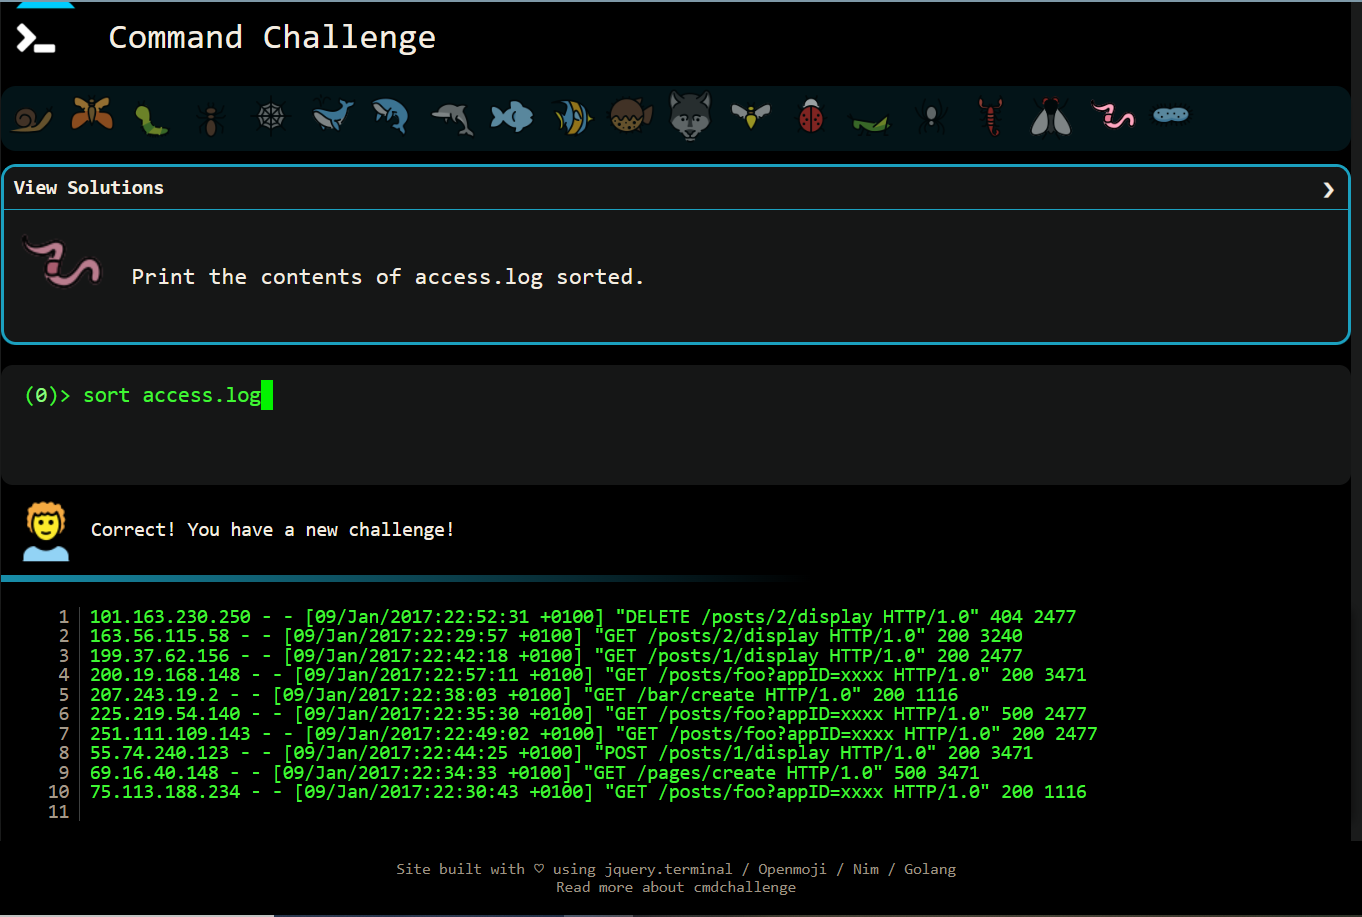 Command Challenge
View Solutions
Print the contents of access.log sorted.
(0)> sort access.log
Correct! You have a new challenge!
1 101.163.230.250 - - [09/Jan/2017:22:52:31 +0100] "DELETE /posts/2/display HTTP/1.0" 404 2477
2 163.56.115.58 - - [09/Jan/2017:22:29:57 +0100] "GET /posts/2/display HTTP/1.0" 200 3240
3 199.37.62.156 - - [09/Jan/2017:22:42:18 +0100] "GET /posts/1/display HTTP/1.0" 200 2477
4 200.19.168.148 - - [09/Jan/2017:22:57:11 +0100] "GET /posts/foo?appID=xxxx HTTP/1.0" 200 3471
5 207.243.19.2 - - [09/Jan/2017:22:38:03 +0100] "GET /bar/create HTTP/1.0" 200 1116
6 225.219.54.140 - - [09/Jan/2017:22:35:30 +0100] "GET /posts/foo?appID=xxxx HTTP/1.0" 500 2477
7 251.111.109.143 - - [09/Jan/2017:22:49:02 +0100] "GET /posts/foo?appID=xxxx HTTP/1.0" 200 2477
8 55.74.240.123 - - [09/Jan/2017:22:44:25 +0100] "POST /posts/1/display HTTP/1.0" 200 3471
9 69.16.40.148 - - [09/Jan/2017:22:34:33 +0100] "GET /pages/create HTTP/1.0" 500 3471
10 75.113.188.234 - - [09/Jan/2017:22:30:43 +0100] "GET /posts/foo?appID=xxxx HTTP/1.0" 200 1116
11
Site built with ♡ using jquery.terminal / Openmoji / Nim / Golang
Read more about cmdchallenge